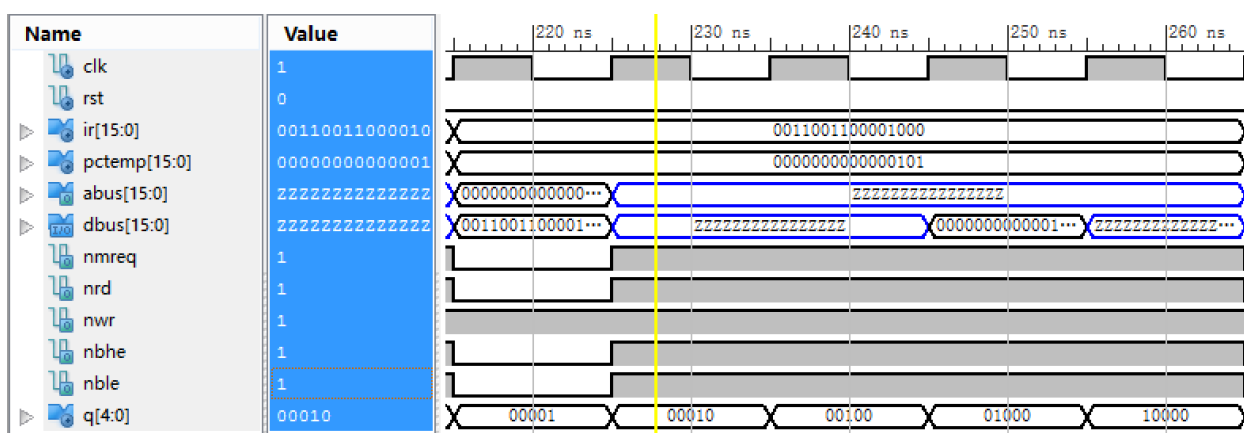 Name Value 220 ns 230 ns 240 ns 250 ns 260 ns
clk 1
rst 0
ir[15:0] 00110011000010 0011001100001000
pctemp[15:0] 00000000000001 0000000000000101
abus[15:0] ZZZZZZZZZZZZZZZ 0000000000000··· ZZZZZZZZZZZZZZZZ
dbus[15:0] ZZZZZZZZZZZZZZZ 0011001100001··· ZZZZZZZZZZZZZZZZ 0000000000001··· ZZZZZZZZZZZZZ···
nmreq 1
nrd 1
nwr 1
nbhe 1
nble 1
q[4:0] 00010 00001 00010 00100 01000 10000